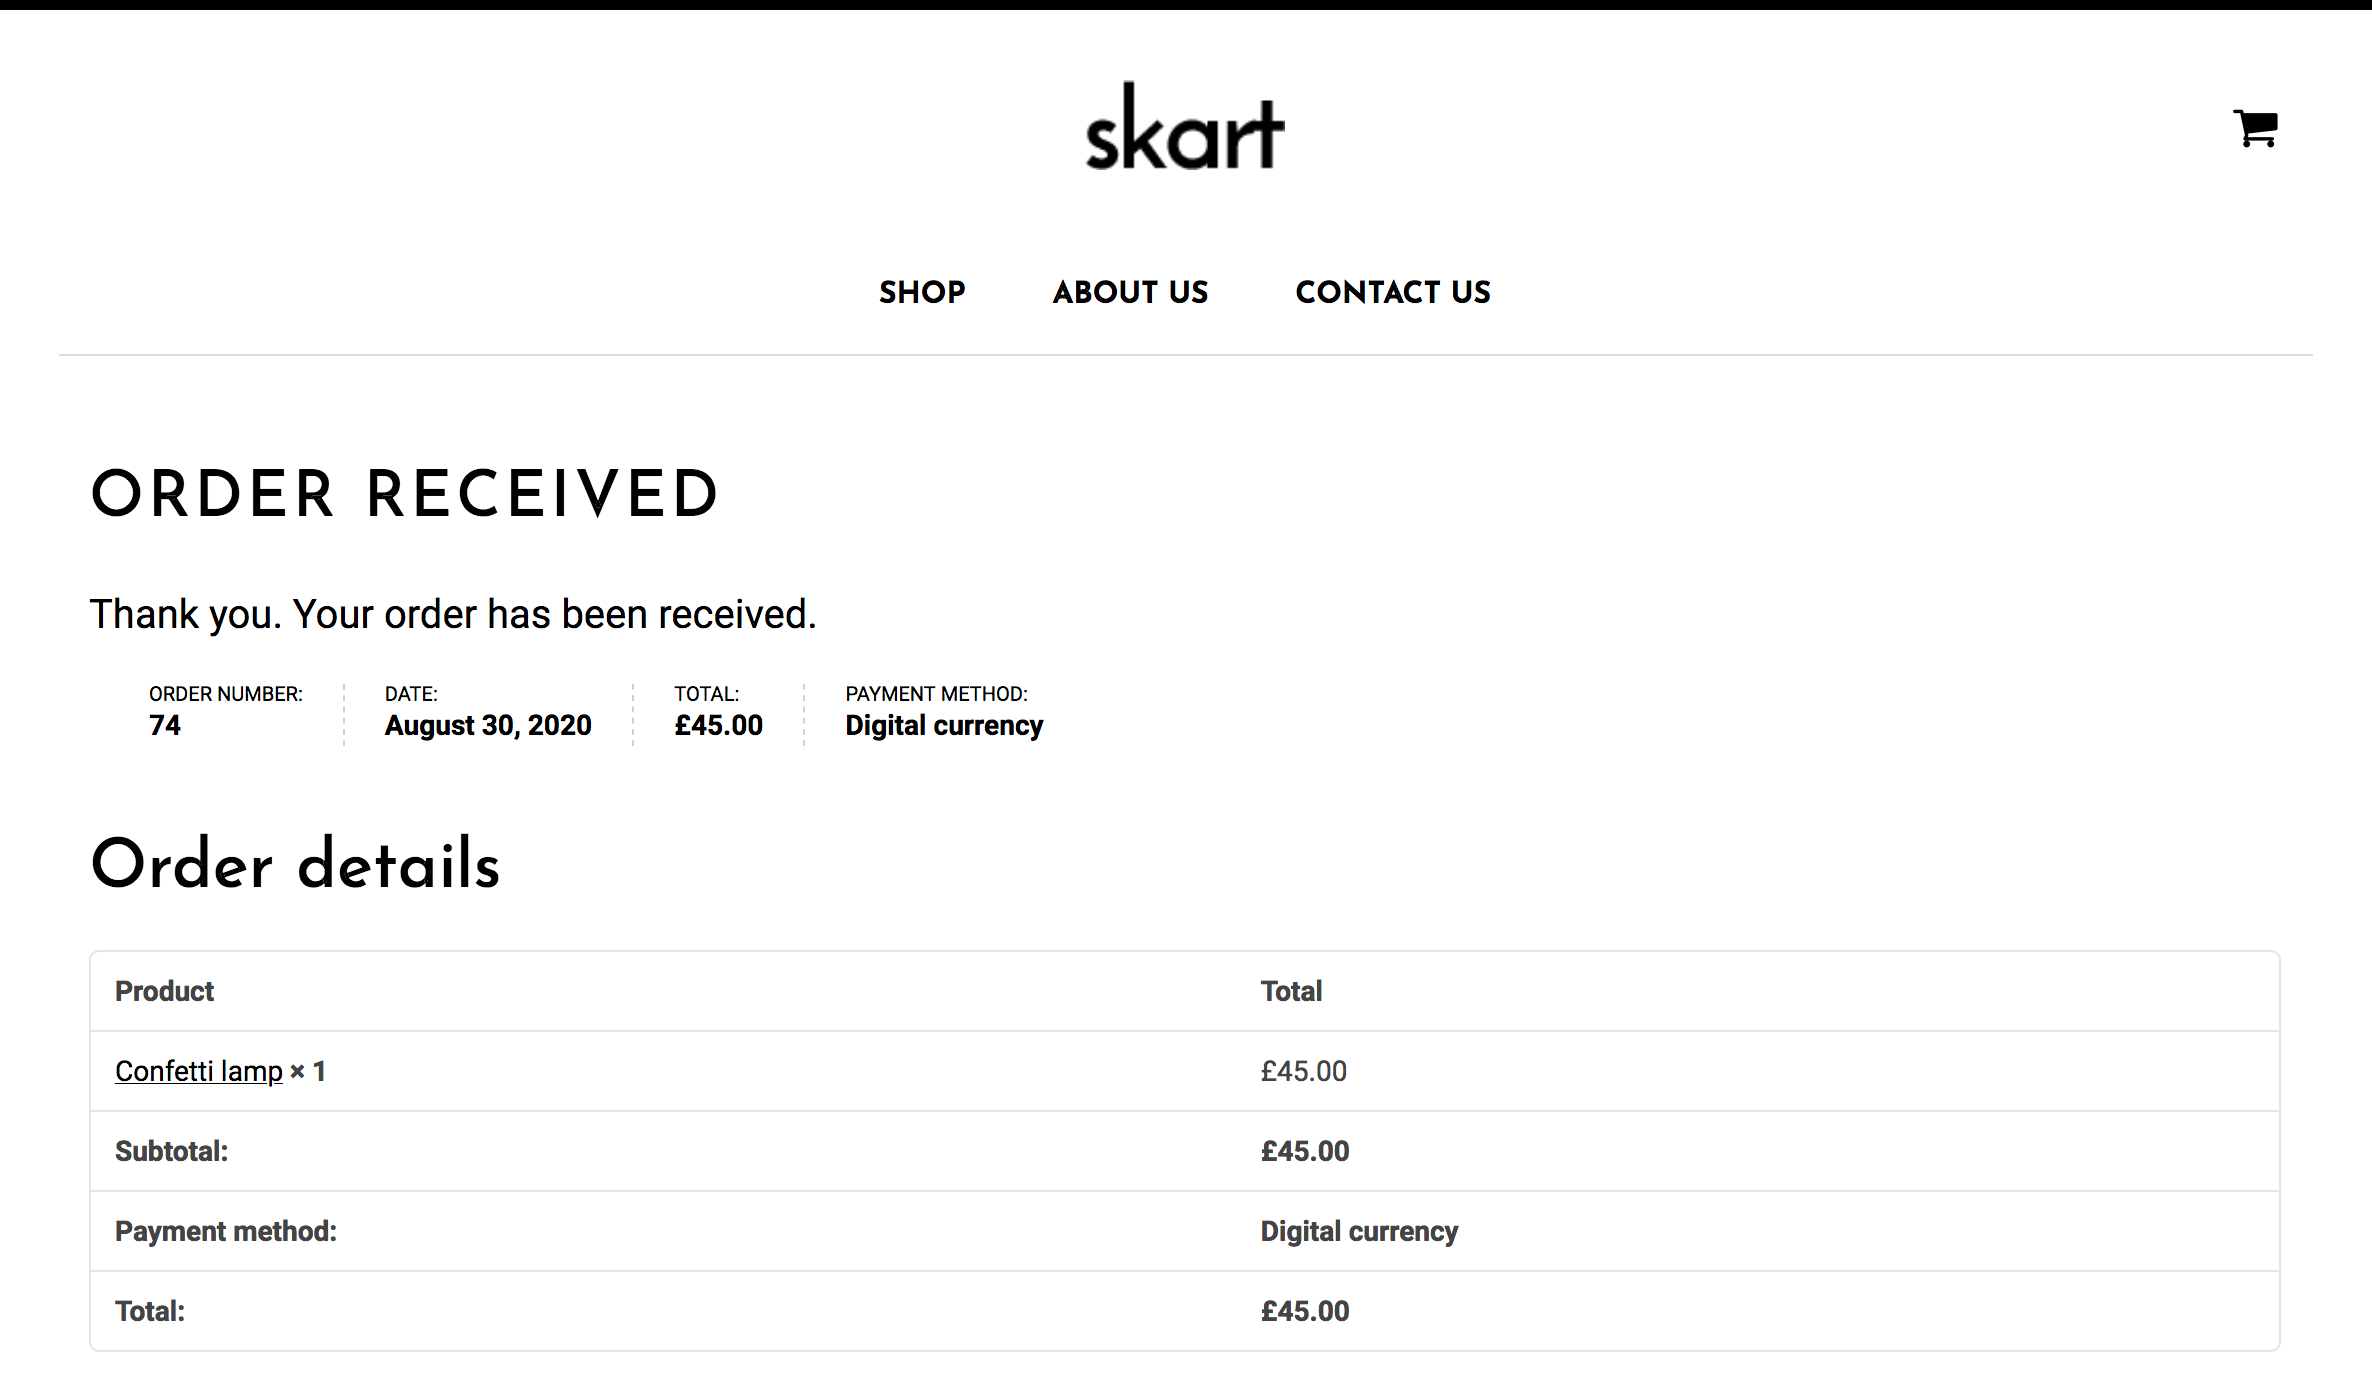 skart
SHOP ABOUT US CONTACT US
ORDER RECEIVED
Thank you. Your order has been received.
ORDER NUMBER: DATE: TOTAL: PAYMENT METHOD:
74 August 30, 2020 £45.00 Digital currency
Order details
Product Total
Confetti lamp × 1 £45.00
Subtotal: £45.00
Payment method: Digital currency
Total: £45.00